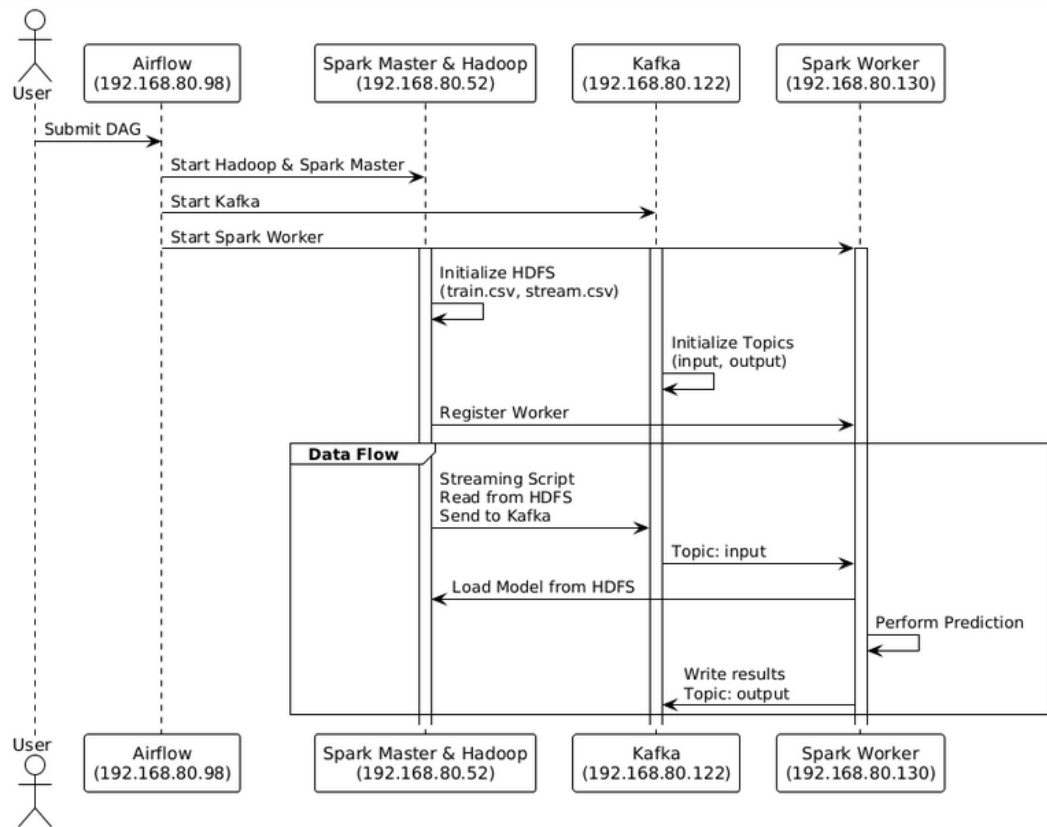 User
Airflow
(192.168.80.98)
Spark Master & Hadoop
(192.168.80.52)
Kafka
(192.168.80.122)
Spark Worker
(192.168.80.130)
Submit DAG
Start Hadoop & Spark Master
Start Kafka
Start Spark Worker
Initialize HDFS
(train.csv, stream.csv)
Initialize Topics
(input, output)
Register Worker
Data Flow
Streaming Script
Read from HDFS
Send to Kafka
Topic: input
Load Model from HDFS
Perform Prediction
Write results
Topic: output
User
Airflow
(192.168.80.98)
Spark Master & Hadoop
(192.168.80.52)
Kafka
(192.168.80.122)
Spark Worker
(192.168.80.130)